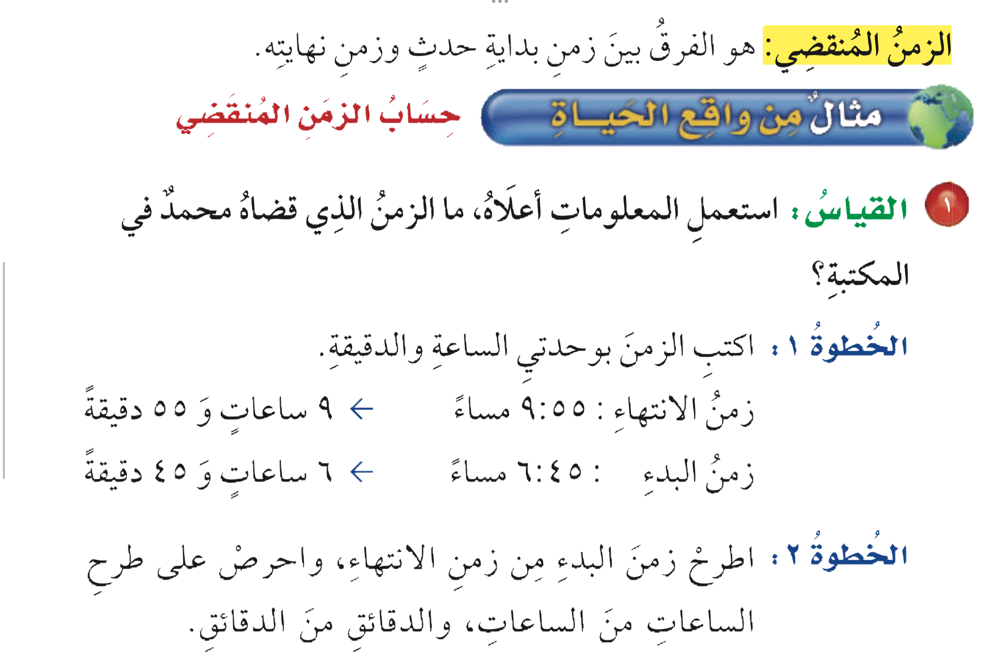 الزمنُ المُنقضِي: هو الفرقُ بينَ زمنِ بدايةِ حدثٍ وزمنِ نهايتِه.
مثالٌ مِن واقِعِ الحَيـاةِ حِسَابُ الزمَنِ المُنقَضِي
١ القياسُ: استعملِ المعلوماتِ أعلَاهُ، ما الزمنُ الذِي قضاهُ محمدٌ في
المكتبةِ؟
الخُطوةُ ١: اكتبِ الزمنَ بوحدتيِ الساعةِ والدقيقةِ.
زمنُ الانتهاءِ: ٩:٥٥ مساءً ← ٩ ساعاتٍ وَ ٥٥ دقيقةً
زمنُ البدءِ : ٦:٤٥ مساءً ← ٦ ساعاتٍ وَ ٤٥ دقيقةً
الخُطوةُ ٢: اطرحْ زمنَ البدءِ مِن زمنِ الانتهاءِ، واحرصْ على طرحِ
الساعاتِ منَ الساعاتِ، والدقائقِ منَ الدقائقِ.